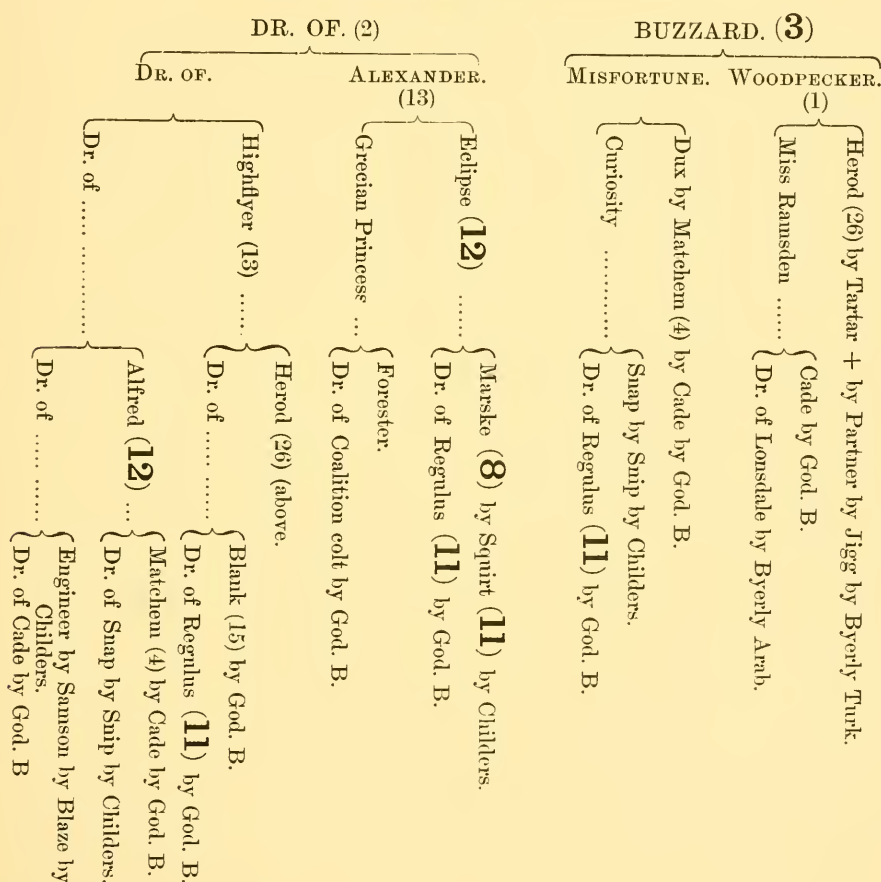 DR. OF. (2)
BUZZARD. (3)
DR. OF.
ALEXANDER.
(13)
MISFORTUNE.
WOODPECKER.
(1)
Herod (26) by Tartar + by Partner by Jigg by Byerly Turk.
Miss Ramsden ......
Cade by God. B.
Dr. of Lonsdale by Byerly Arab.
Dux by Matchem (4) by Cade by God. B.
Curiosity ............
Snap by Snip by Childers.
Dr. of Regulus (11) by God. B.
Eclipse (12) ......
Marske (8) by Squirt (11) by Childers.
Dr. of Regulus (11) by God. B.
Grecian Princess ...
Forester.
Dr. of Coalition colt by God. B.
Highflyer (13) ......
Herod (26) (above.
Dr. of ...... ......
Blank (15) by God. B.
Dr. of Regulus (11) by God. B.
Dr. of ...... ............
Alfred (12) ...
Matchem (4) by Cade by God. B.
Dr. of Snap by Snip by Childers.
Dr. of ...... ......
Engineer by Samson by Blaze by
Childers.
Dr. of Cade by God. B